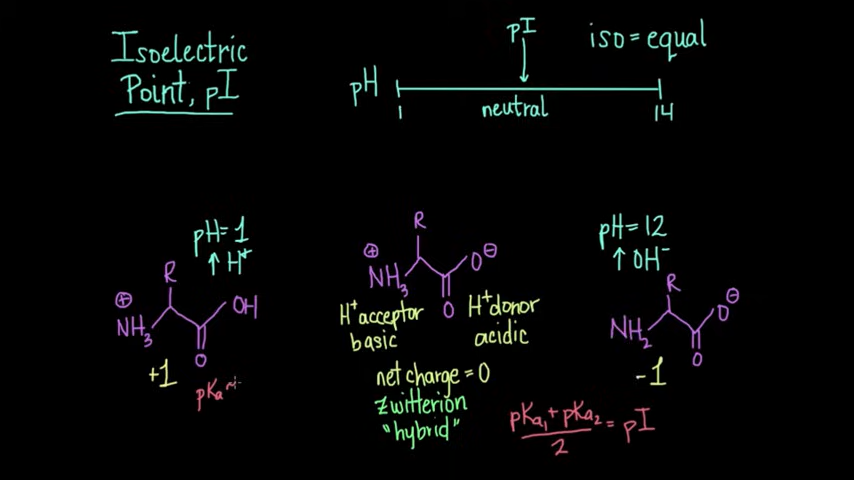 Isoelectric
Point, pI
pI
iso = equal
pH
1
neutral
14
pH = 1
↑ H⁺
R
⊕
NH₃
OH
O
+1
pKa
R
⊕
NH₃
O
⊖
O
H⁺ acceptor
basic
H⁺ donor
acidic
net charge = 0
zwitterion
"hybrid"
pH = 12
↑ OH⁻
R
NH₂
O
⊖
O
-1
pKa₁ + pKa₂
2
= pI